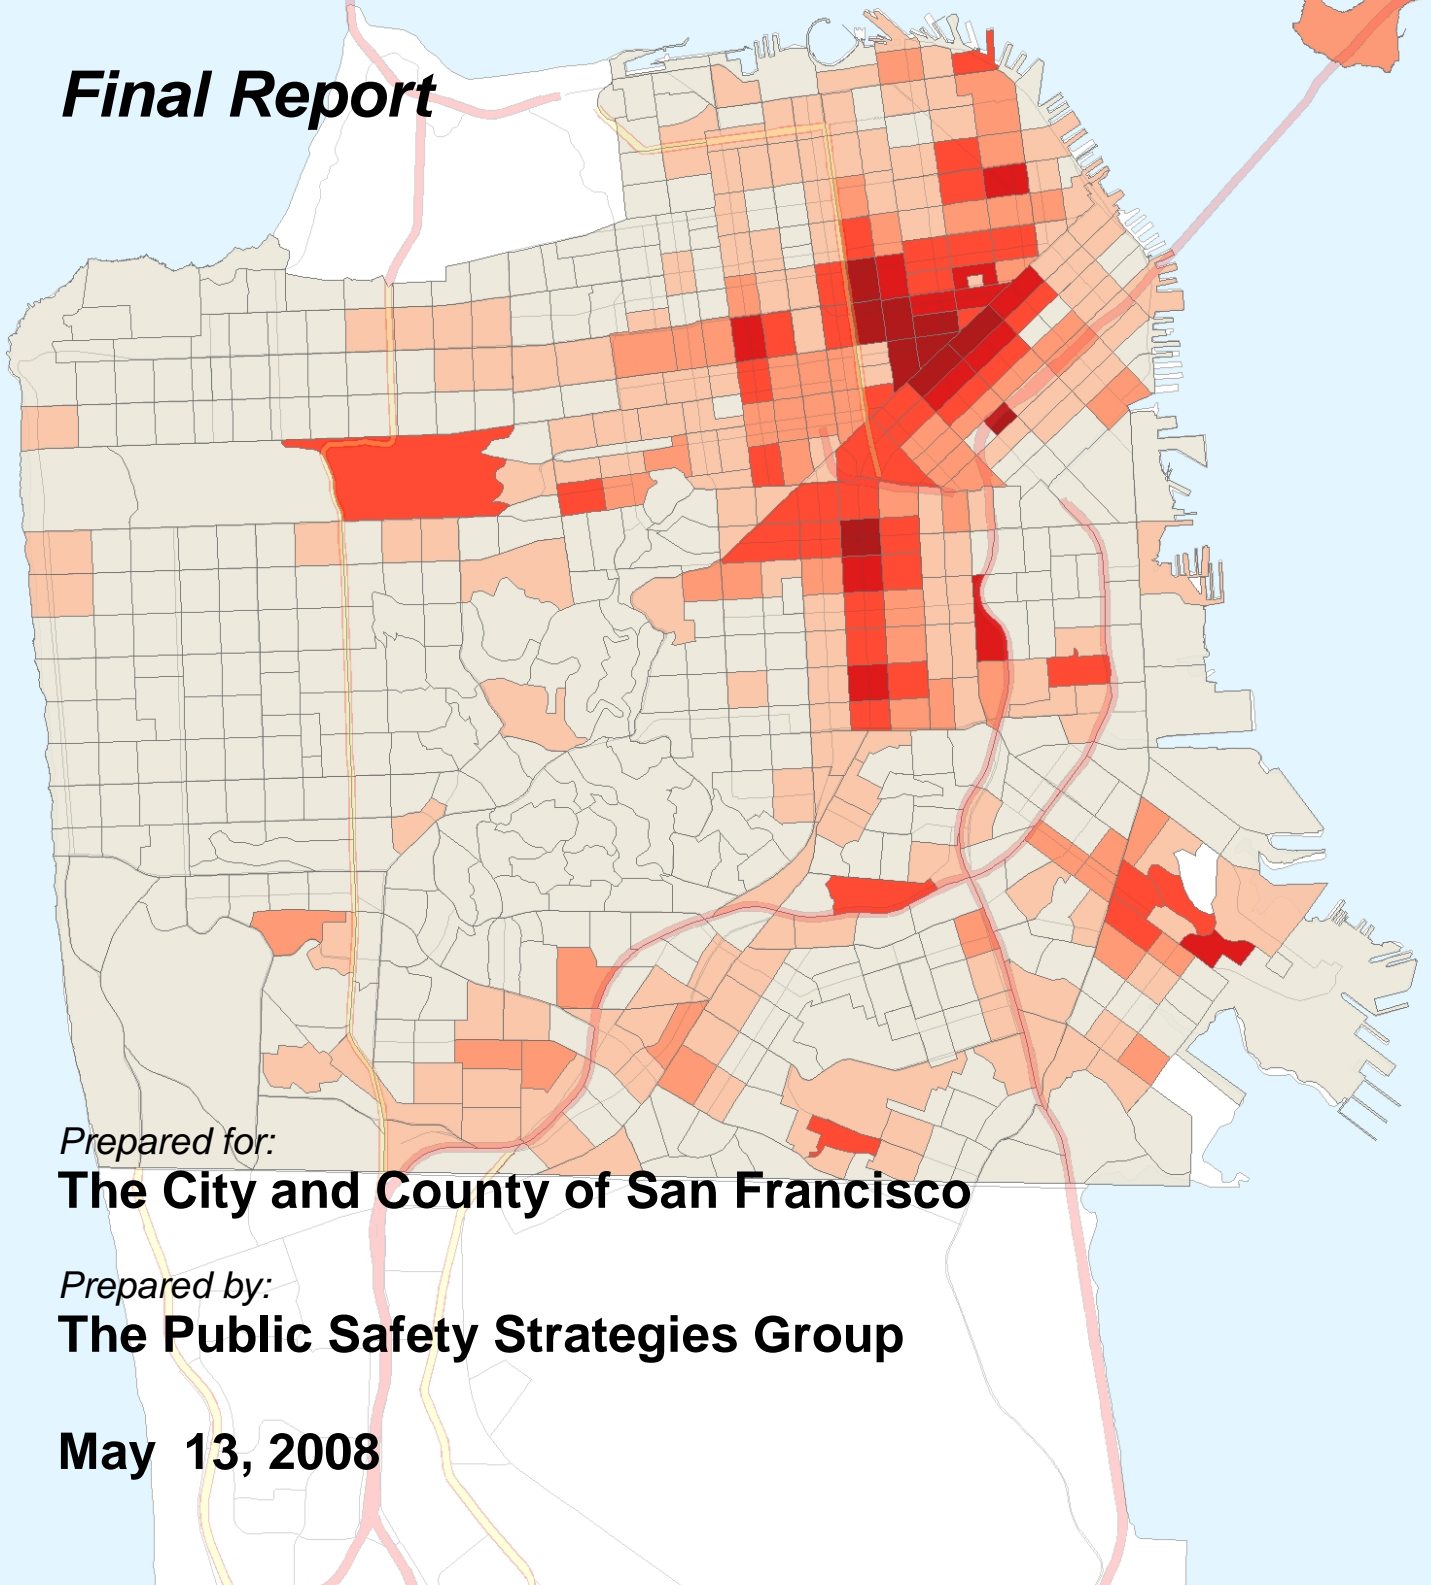 Final Report
Prepared for:
The City and County of San Francisco
Prepared by:
The Public Safety Strategies Group
May 13, 2008